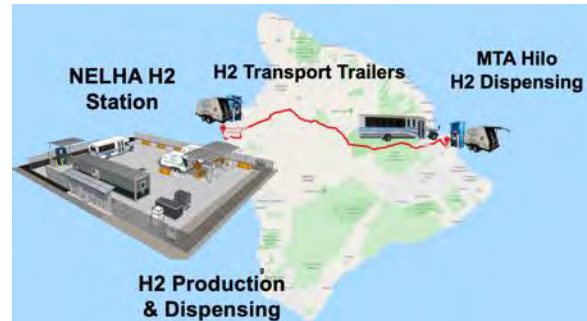 NELHA H2
Station
H2 Transport Trailers
MTA Hilo
H2 Dispensing
H2 Production
& Dispensing